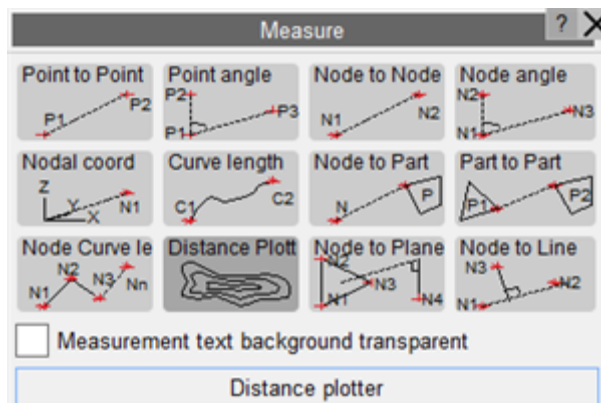 Measure ? X
Point to Point Point angle Node to Node Node angle
P1 P2 P2 P1 P3 N1 N2 N2 N1 N3
Nodal coord Curve length Node to Part Part to Part
Z Y X N1 C1 C2 N P P1 P2
Node Curve le Distance Plott Node to Plane Node to Line
N1 N2 N3 Nn N2 N1 N3 N4 N3 N1 N2
Measurement text background transparent
Distance plotter